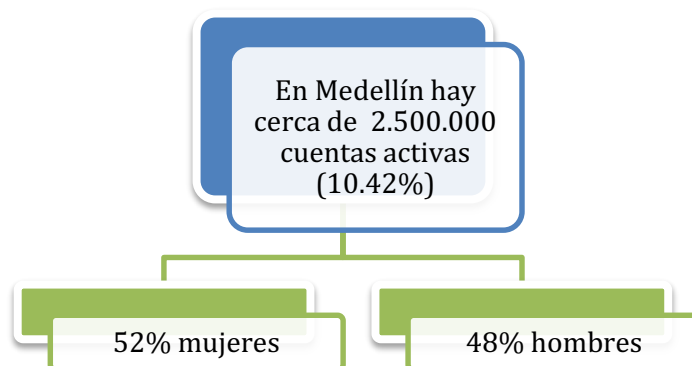 En Medellín hay
cerca de 2.500.000
cuentas activas
(10.42%)
52% mujeres
48% hombres